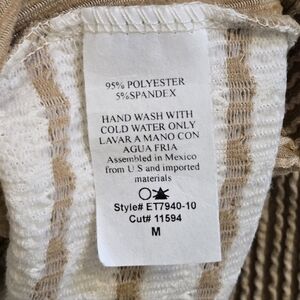 95% POLYESTER
5%SPANDEX
HAND WASH WITH
COLD WATER ONLY
LAVAR A MANO CON
AGUA FRIA
Assembled in Mexico
from U S and imported
materials
Style# ET7940-10
Cut# 11594
M